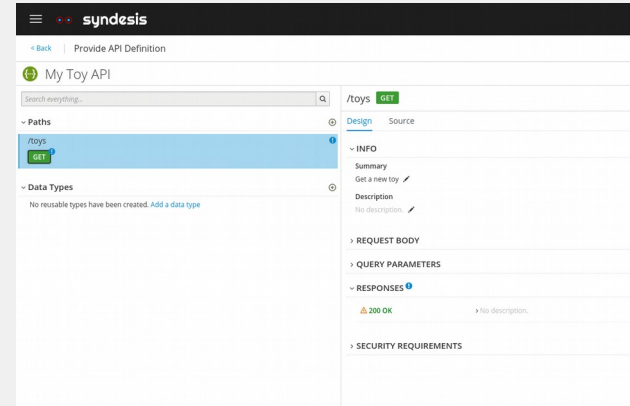 syndesis
< Back
Provide API Definition
My Toy API
Search everything...
Paths
/toys
GET
Data Types
No reusable types have been created. Add a data type
/toys GET
Design Source
INFO
Summary
Get a new toy
Description
No description.
REQUEST BODY
QUERY PARAMETERS
RESPONSES
200 OK
No description.
SECURITY REQUIREMENTS